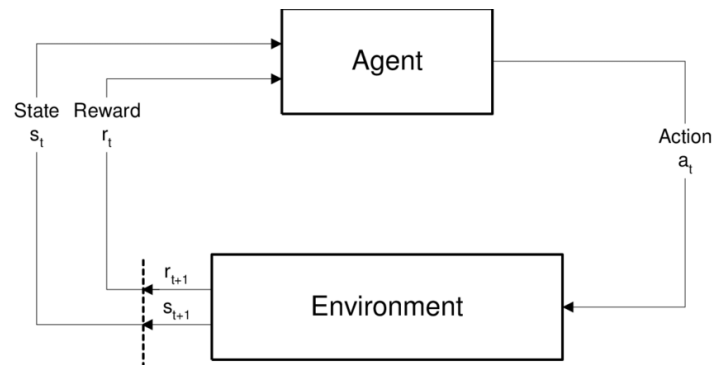 Agent
State
s_t
Reward
r_t
Action
a_t
r_t+1
s_t+1
Environment